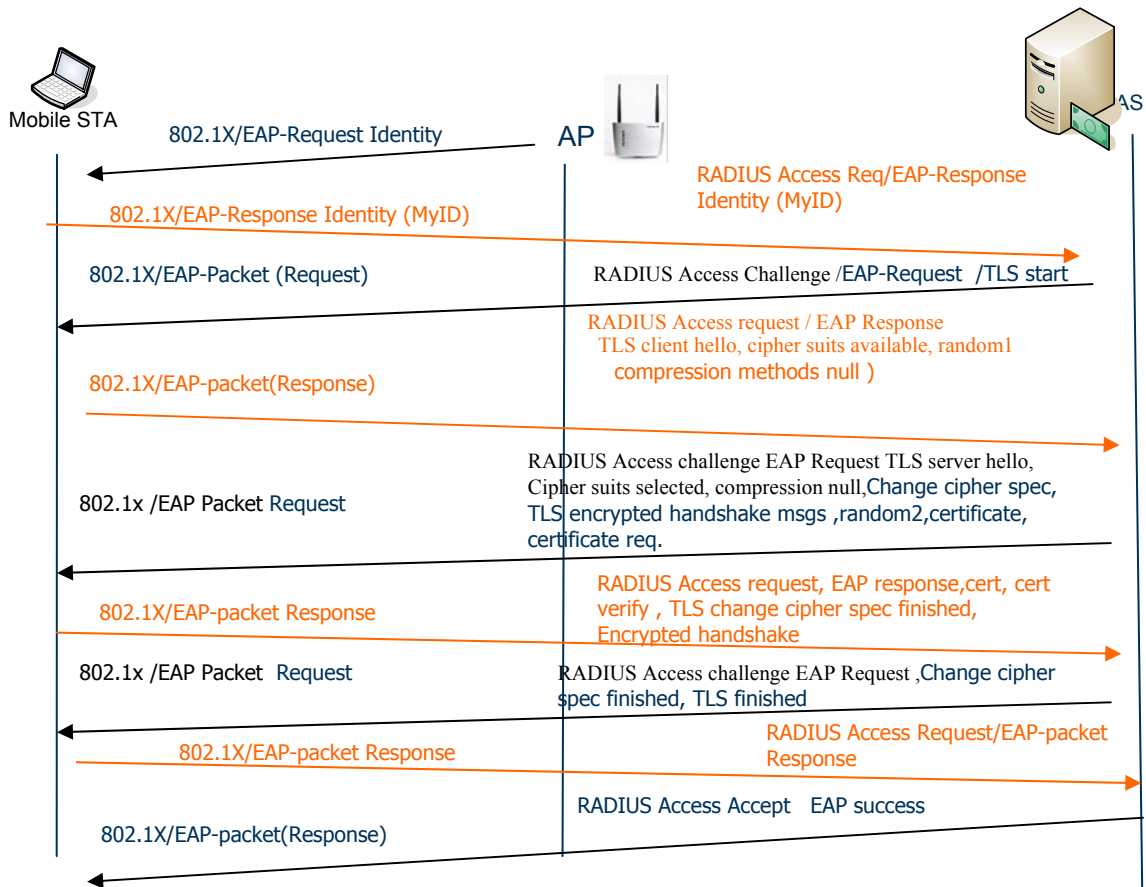 Mobile STA
AS
802.1X/EAP-Request Identity
AP
RADIUS Access Req/EAP-Response
Identity (MyID)
802.1X/EAP-Response Identity (MyID)
802.1X/EAP-Packet (Request)
RADIUS Access Challenge /EAP-Request /TLS start
RADIUS Access request / EAP Response
TLS client hello, cipher suits available, random1
compression methods null )
802.1X/EAP-packet(Response)
RADIUS Access challenge EAP Request TLS server hello,
Cipher suits selected, compression null,Change cipher spec,
TLS encrypted handshake msgs ,random2,certificate,
certificate req.
802.1x /EAP Packet Request
RADIUS Access request, EAP response,cert, cert
verify , TLS change cipher spec finished,
Encrypted handshake
802.1X/EAP-packet Response
802.1x /EAP Packet Request
RADIUS Access challenge EAP Request ,Change cipher
spec finished, TLS finished
802.1X/EAP-packet Response
RADIUS Access Request/EAP-packet
Response
RADIUS Access Accept EAP success
802.1X/EAP-packet(Response)